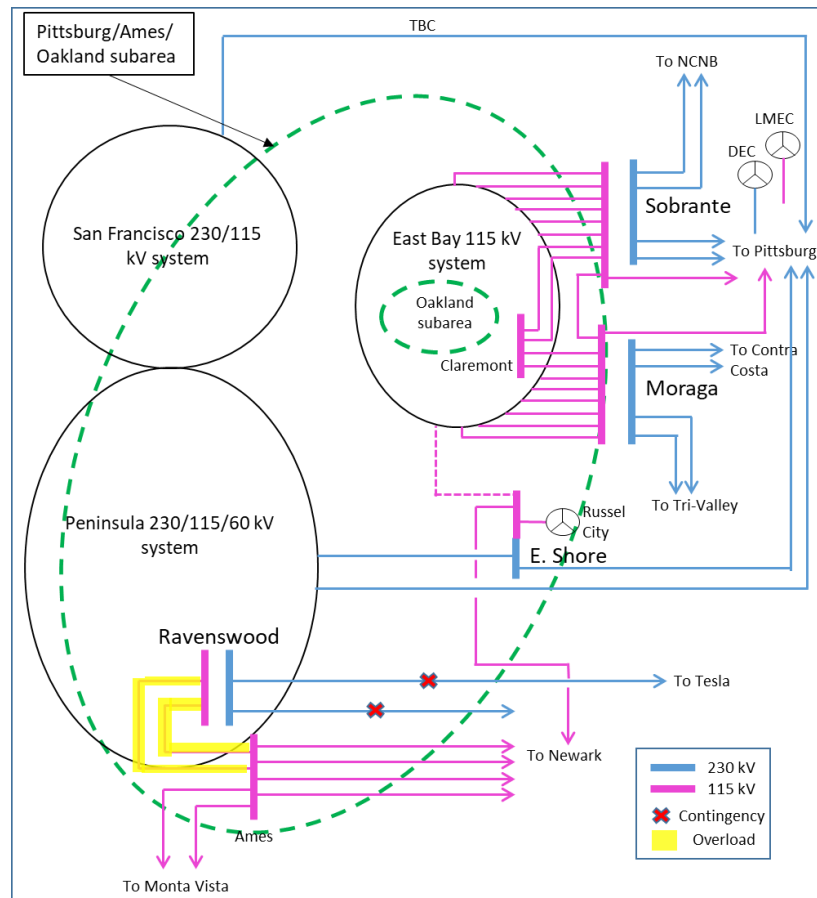 Pittsburg/Ames/
Oakland subarea
TBC
To NCNB
LMEC
DEC
Sobrante
San Francisco 230/115
kV system
East Bay 115 kV
system
To Pittsburg
Oakland
subarea
Claremont
To Contra
Costa
Moraga
To Tri-Valley
Peninsula 230/115/60 kV
system
Russel
City
E. Shore
Ravenswood
To Tesla
To Newark
230 kV
115 kV
Contingency
Overload
Ames
To Monta Vista